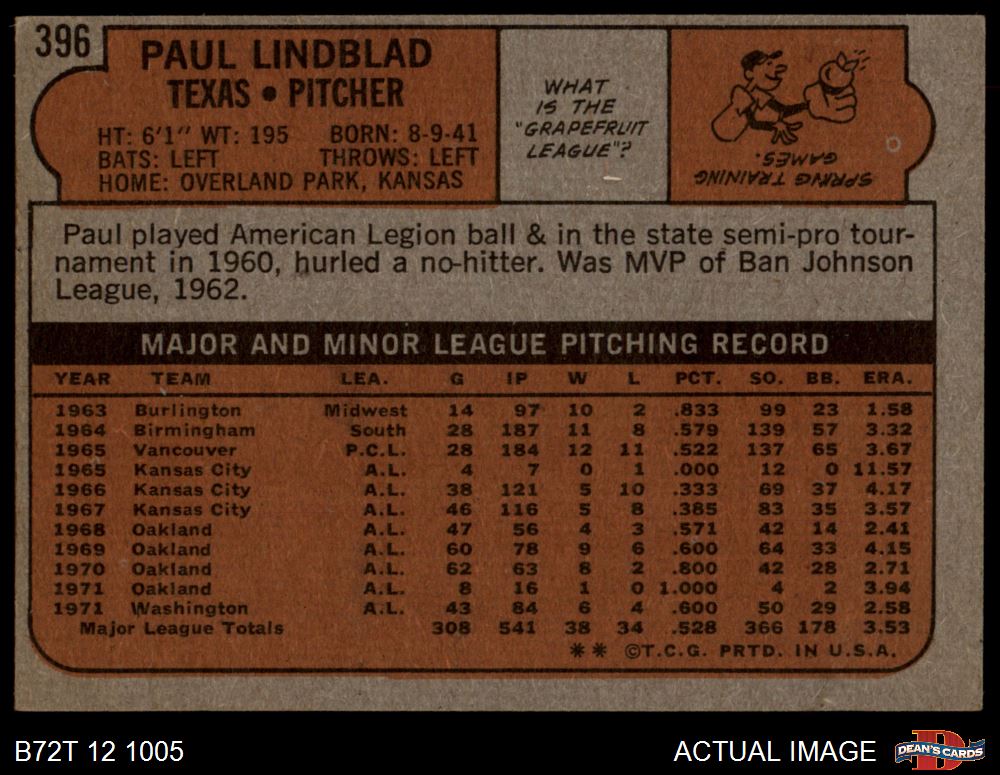 396
PAUL LINDBLAD
TEXAS • PITCHER
HT: 6'1" WT: 195 BORN: 8-9-41
BATS: LEFT THROWS: LEFT
HOME: OVERLAND PARK, KANSAS
WHAT
IS THE
"GRAPEFRUIT
LEAGUE"?
SPRING TRAINING
GAMES.
Paul played American Legion ball & in the state semi-pro tour-
nament in 1960, hurled a no-hitter. Was MVP of Ban Johnson
League, 1962.
MAJOR AND MINOR LEAGUE PITCHING RECORD
YEAR TEAM LEA. G IP W L PCT. SO. BB. ERA.
1963 Burlington Midwest 14 97 10 2 .833 99 23 1.58
1964 Birmingham South 28 187 11 8 .579 139 57 3.32
1965 Vancouver P.C.L. 28 184 12 11 .522 137 65 3.67
1965 Kansas City A.L. 4 7 0 1 .000 12 0 11.57
1966 Kansas City A.L. 38 121 5 10 .333 69 37 4.17
1967 Kansas City A.L. 46 116 5 8 .385 83 35 3.57
1968 Oakland A.L. 47 56 4 3 .571 42 14 2.41
1969 Oakland A.L. 60 78 9 6 .600 64 33 4.15
1970 Oakland A.L. 62 63 8 2 .800 42 28 2.71
1971 Oakland A.L. 8 16 1 0 1.000 4 2 3.94
1971 Washington A.L. 43 84 6 4 .600 50 29 2.58
Major League Totals 308 541 38 34 .528 366 178 3.53
** ©T.C.G. PRTD. IN U.S.A.
B72T 12 1005
ACTUAL IMAGE
D
DEAN'S CARDS